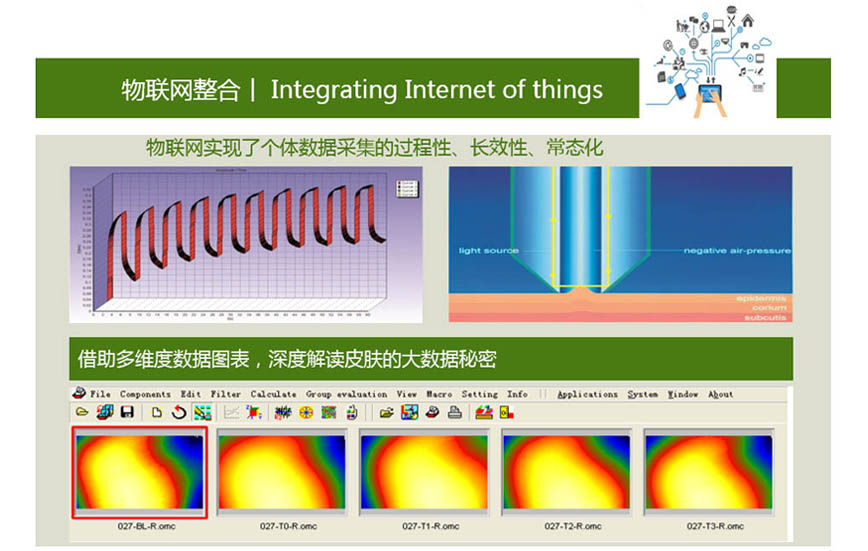 物联网整合 | Integrating Internet of things
物联网实现了个体数据采集的过程性、长效性、常态化
light source
negative air-pressure
epidermis
corium
subcutis
借助多维度数据图表，深度解读皮肤的大数据秘密
File Components Edit Filter Calculate Group evaluation View Macro Setting Info Applications System Window About
027-BL-R.omc 027-T0-R.omc 027-T1-R.omc 027-T2-R.omc 027-T3-R.omc